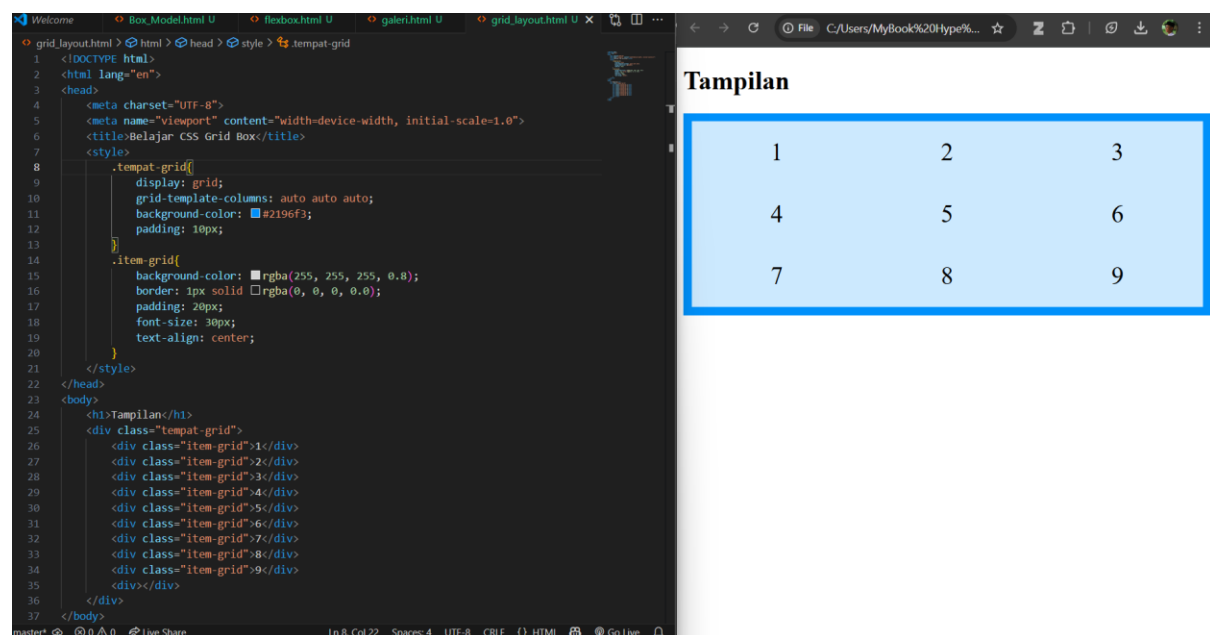 Welcome
Box_Model.html U
flexbox.html U
galeri.html U
grid_layout.html U
grid_layout.html > html > head > style > .tempat-grid
1 <!DOCTYPE html>
2 <html lang="en">
3 <head>
4 <meta charset="UTF-8">
5 <meta name="viewport" content="width=device-width, initial-scale=1.0">
6 <title>Belajar CSS Grid Box</title>
7 <style>
8 .tempat-grid{
9 display: grid;
10 grid-template-columns: auto auto auto;
11 background-color: #2196f3;
12 padding: 10px;
13 }
14 .item-grid{
15 background-color: rgba(255, 255, 255, 0.8);
16 border: 1px solid rgba(0, 0, 0, 0.0);
17 padding: 20px;
18 font-size: 30px;
19 text-align: center;
20 }
21 </style>
22 </head>
23 <body>
24 <h1>Tampilan</h1>
25 <div class="tempat-grid">
26 <div class="item-grid">1</div>
27 <div class="item-grid">2</div>
28 <div class="item-grid">3</div>
29 <div class="item-grid">4</div>
30 <div class="item-grid">5</div>
31 <div class="item-grid">6</div>
32 <div class="item-grid">7</div>
33 <div class="item-grid">8</div>
34 <div class="item-grid">9</div>
35 <div></div>
36 </div>
37 </body>
master* 0 0 Live Share Ln 8, Col 22 Spaces: 4 UTF-8 CRLF {} HTML Go Live
File C:/Users/MyBook%20Hype%...
Tampilan
1 2 3
4 5 6
7 8 9